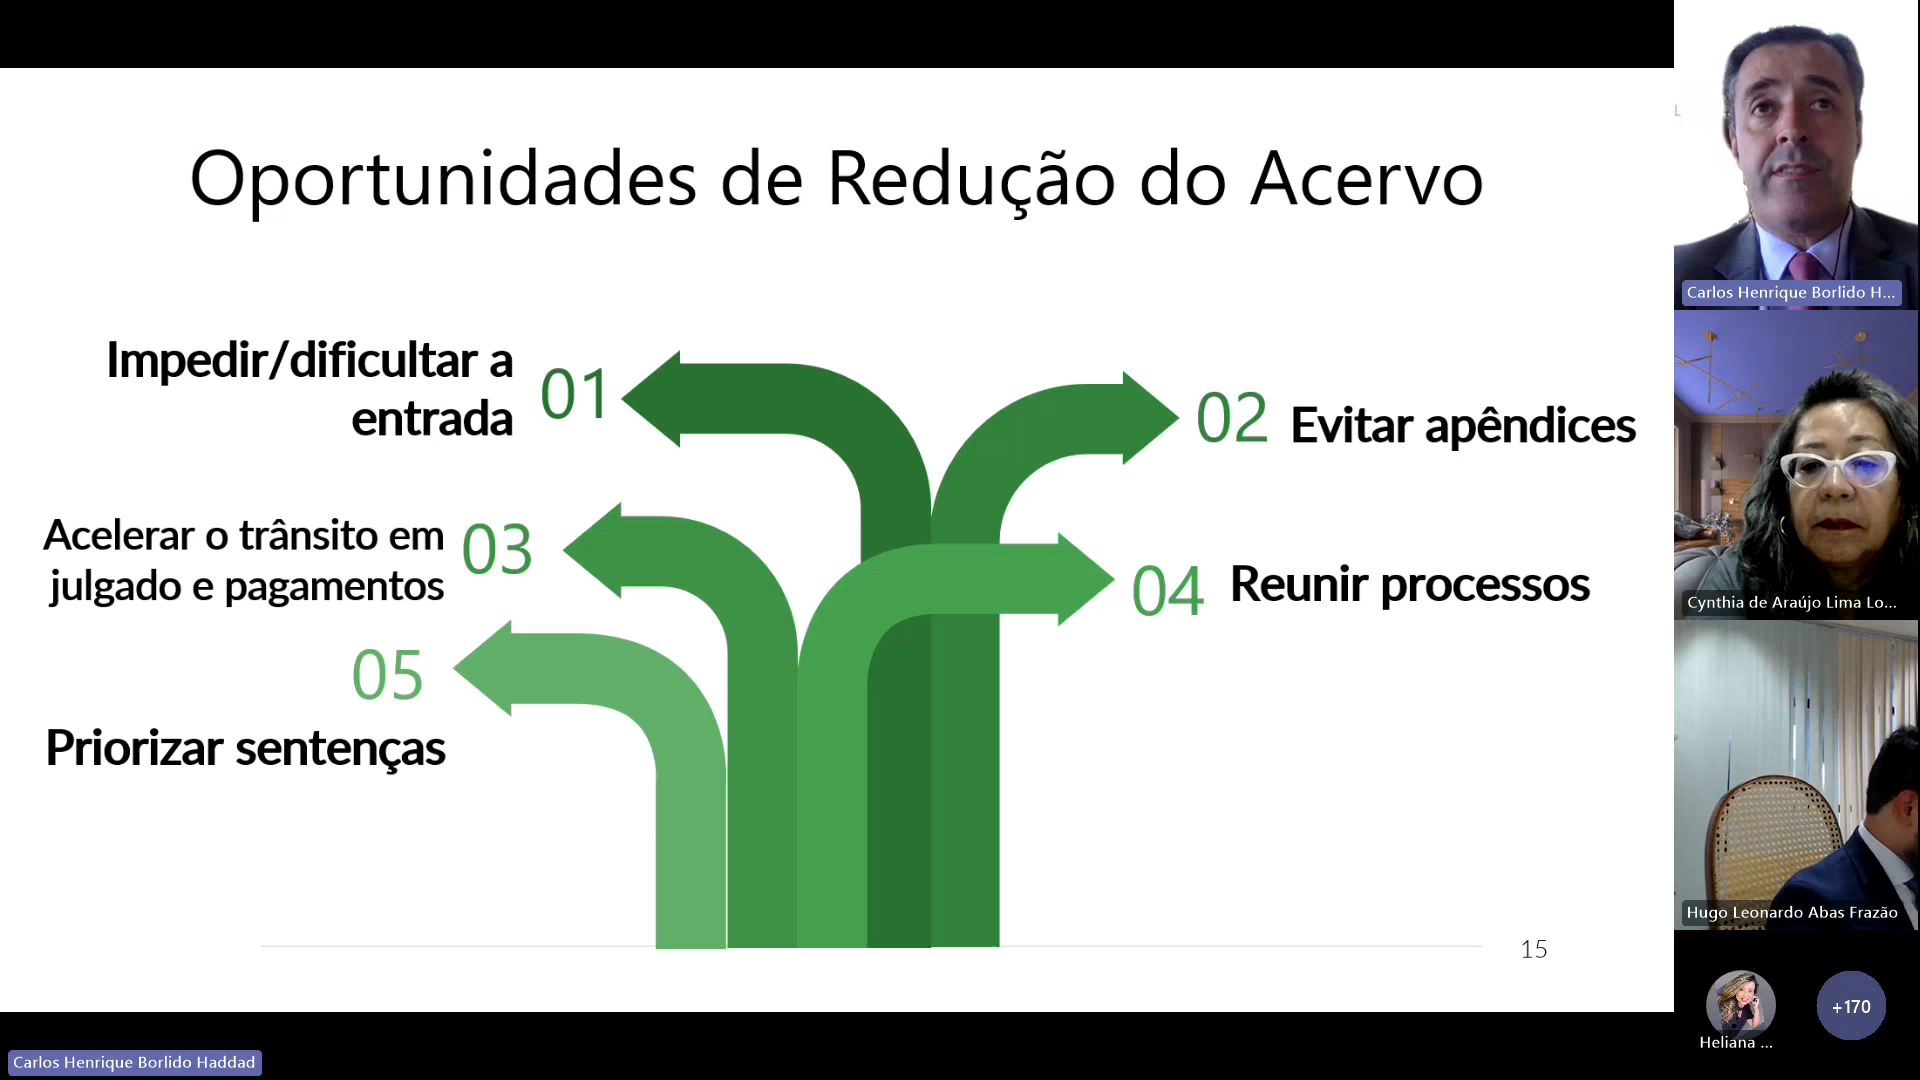 Oportunidades de Redução do Acervo
Impedir/dificultar a
entrada
01
02
Evitar apêndices
Acelerar o trânsito em
julgado e pagamentos
03
04
Reunir processos
05
Priorizar sentenças
15
Carlos Henrique Borlido Haddad
L
Carlos Henrique Borlido H...
Cynthia de Araújo Lima Lo...
Hugo Leonardo Abas Frazão
Heliana ...
+170